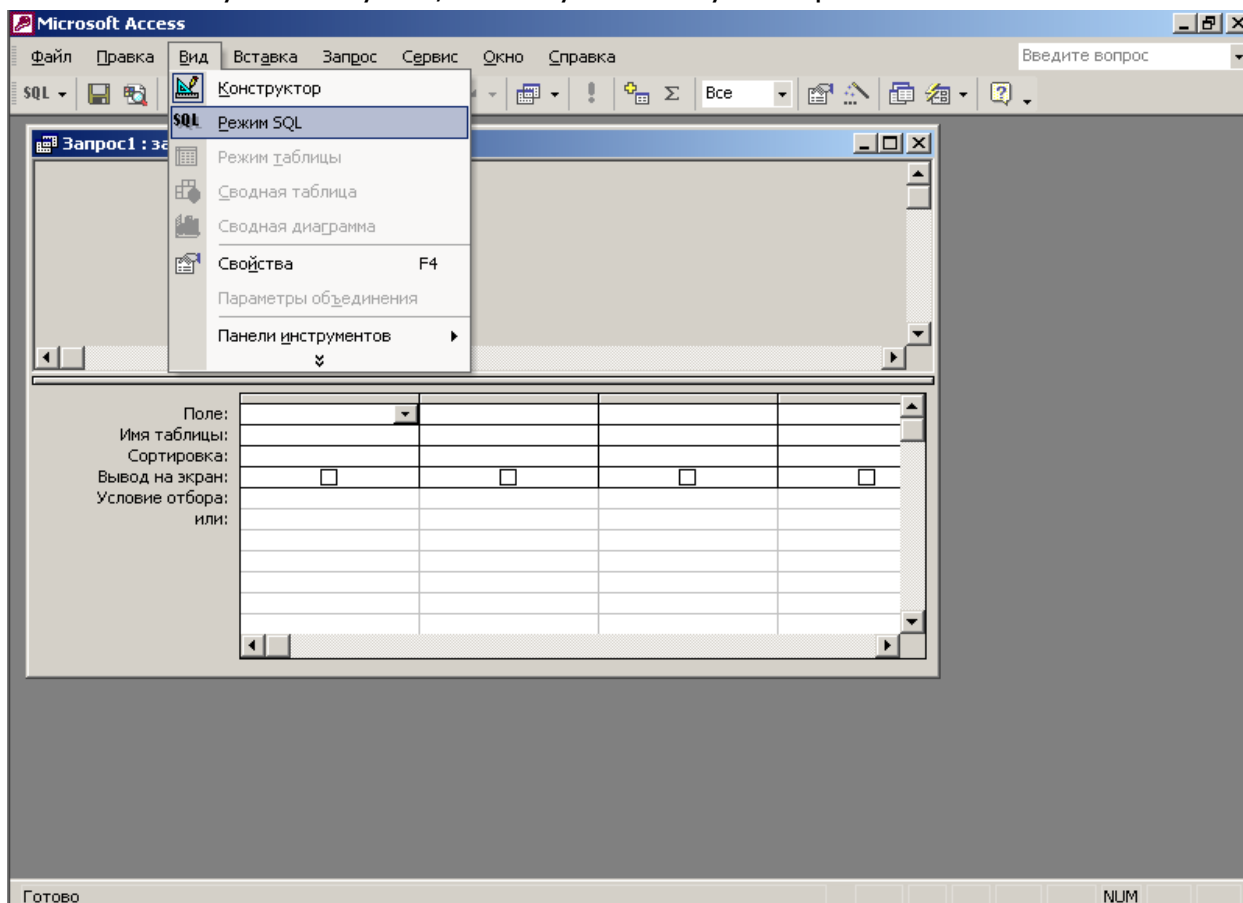 Microsoft Access
Файл Правка Вид Вставка Запрос Сервис Окно Справка Введите вопрос
SQL Все
Конструктор
SQL Режим SQL
Запрос1 : за
Режим таблицы
Сводная таблица
Сводная диаграмма
Свойства F4
Параметры объединения
Панели инструментов
Поле:
Имя таблицы:
Сортировка:
Вывод на экран:
Условие отбора:
или:
Готово NUM